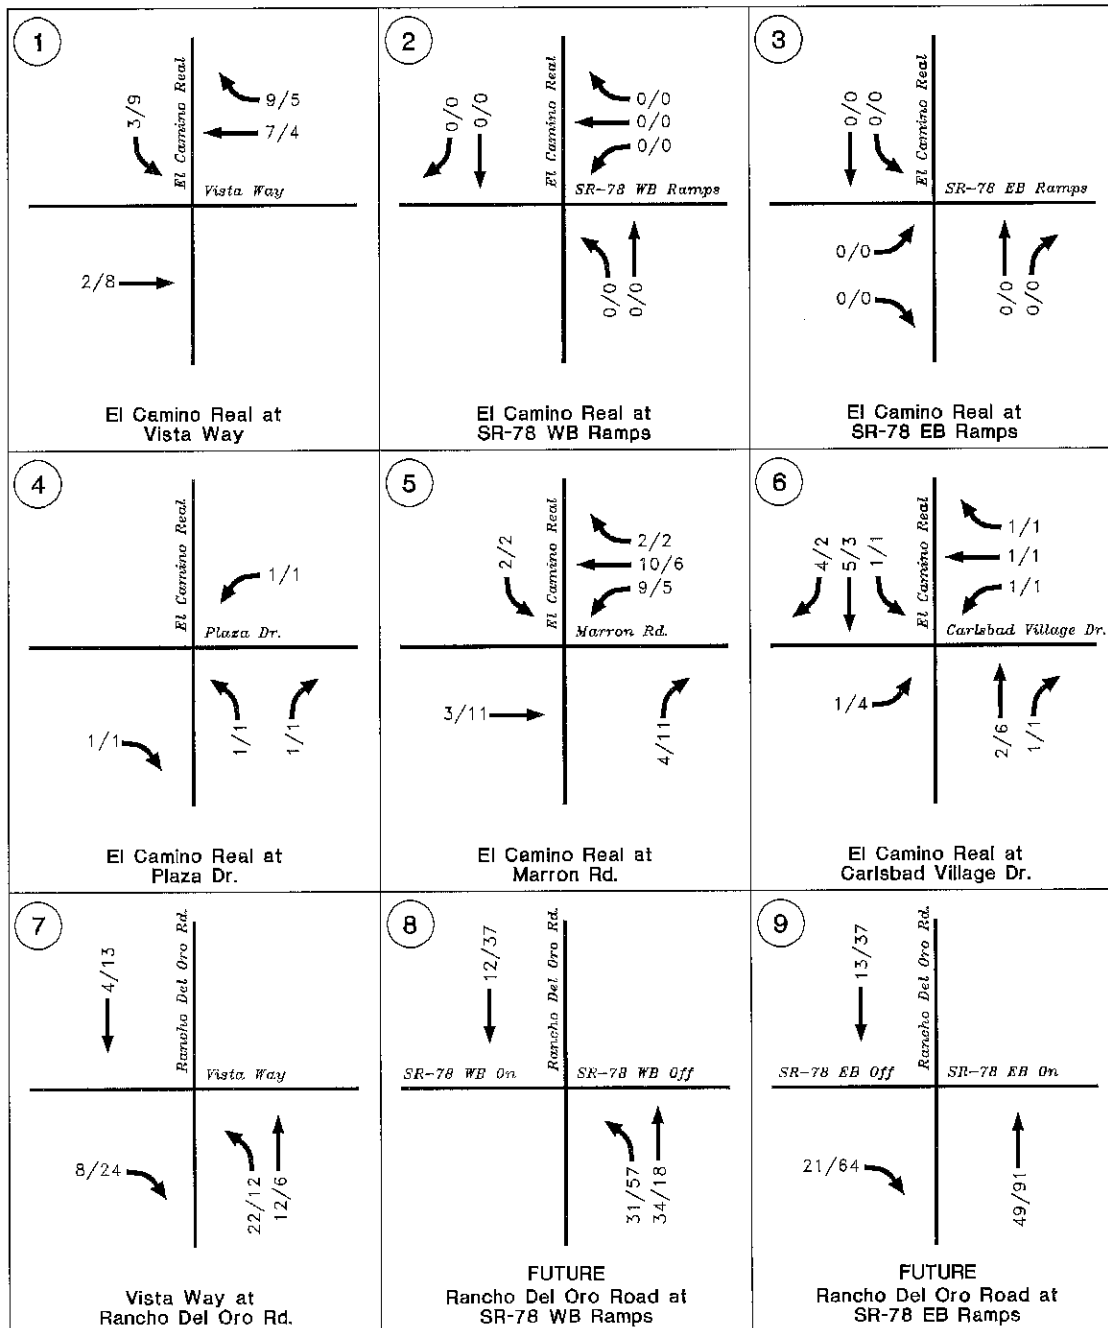 1
El Camino Real
3/9
9/5
7/4
Vista Way
2/8
El Camino Real at
Vista Way
2
El Camino Real
0/0
0/0
0/0
0/0
0/0
SR-78 WB Ramps
0/0
0/0
El Camino Real at
SR-78 WB Ramps
3
El Camino Real
0/0
0/0
SR-78 EB Ramps
0/0
0/0
0/0
0/0
El Camino Real at
SR-78 EB Ramps
4
El Camino Real
1/1
Plaza Dr.
1/1
1/1
1/1
El Camino Real at
Plaza Dr.
5
El Camino Real
2/2
2/2
10/6
9/5
Marron Rd.
3/11
4/11
El Camino Real at
Marron Rd.
6
El Camino Real
4/2
5/3
1/1
1/1
1/1
1/1
Carlsbad Village Dr.
1/4
2/6
1/1
El Camino Real at
Carlsbad Village Dr.
7
Rancho Del Oro Rd.
4/13
Vista Way
8/24
22/12
12/6
Vista Way at
Rancho Del Oro Rd.
8
Rancho Del Oro Rd.
12/37
SR-78 WB On
SR-78 WB Off
31/57
34/18
FUTURE
Rancho Del Oro Road at
SR-78 WB Ramps
9
Rancho Del Oro Rd.
13/37
SR-78 EB Off
SR-78 EB On
21/64
49/91
FUTURE
Rancho Del Oro Road at
SR-78 EB Ramps